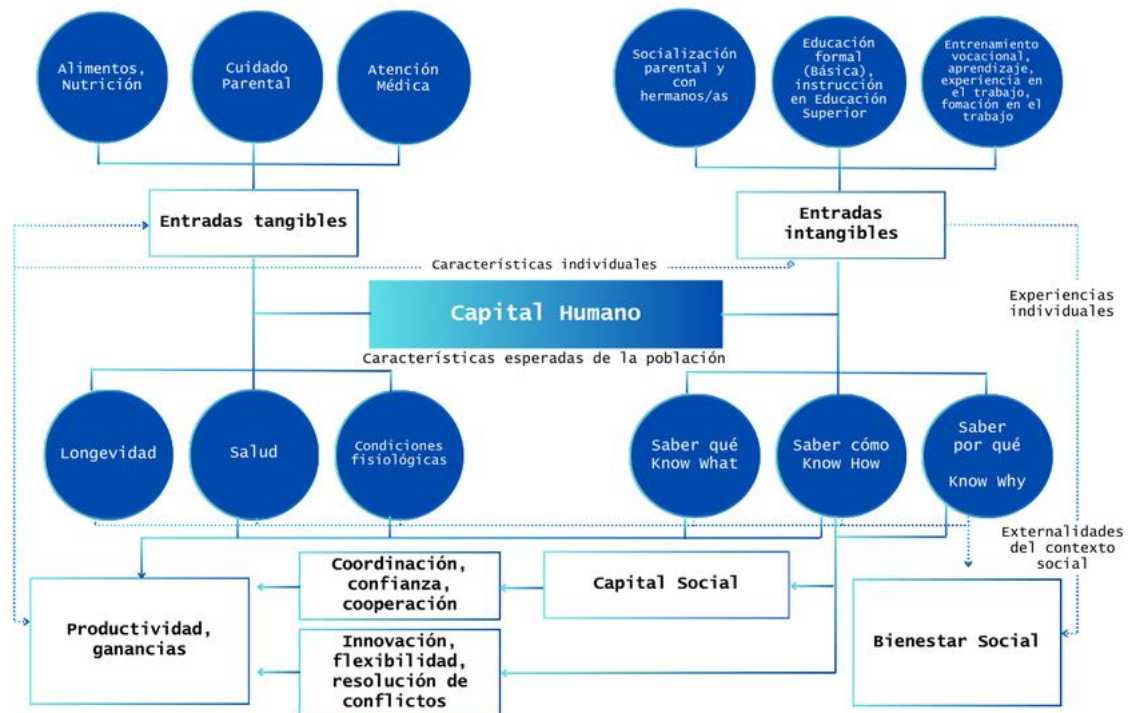 Alimentos,
Nutrición
Cuidado
Parental
Atención
Médica
Socialización
parental y
con
hermanos/as
Educación
formal
(Básica),
instrucción
en Educación
Superior
Entrenamiento
vocacional,
aprendizaje,
experiencia en
el trabajo,
fomación en el
trabajo
Entradas tangibles
Entradas
intangibles
Características individuales
Experiencias
individuales
Capital Humano
Características esperadas de la población
Longevidad
Salud
Condiciones
fisiológicas
Saber qué
Know What
Saber cómo
Know How
Saber
por qué
Know Why
Externalidades
del contexto
social
Coordinación,
confianza,
cooperación
Capital Social
Productividad,
ganancias
Innovación,
flexibilidad,
resolución de
conflictos
Bienestar Social